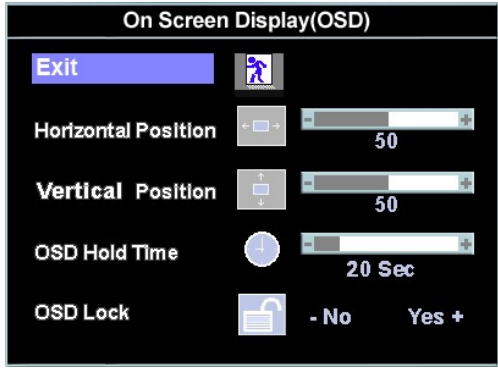 On Screen Display(OSD)
Exit
Horizontal Position - +
50
Vertical Position - +
50
OSD Hold Time - +
20 Sec
OSD Lock - No Yes +